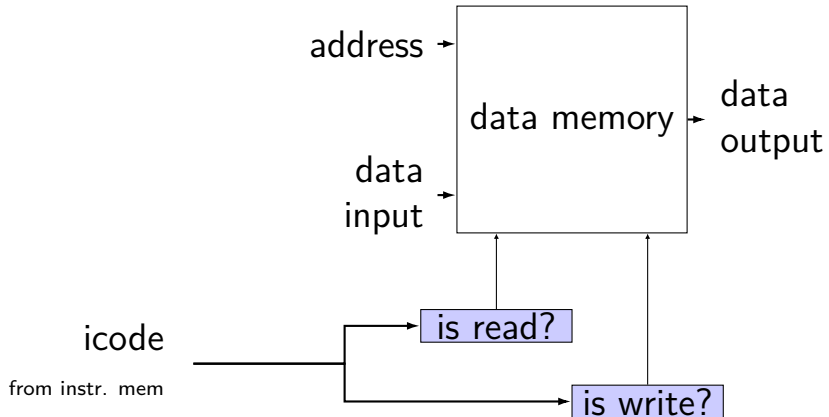 address
data memory
data
output
data
input
is read?
icode
from instr. mem
is write?